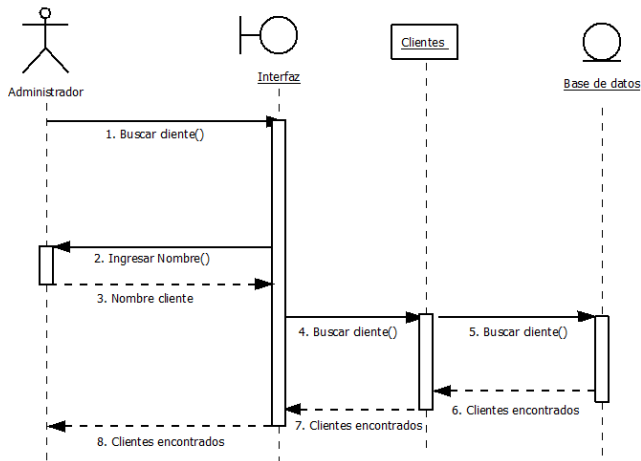 Clientes
Interfaz
Base de datos
Administrador
1. Buscar cliente()
2. Ingresar Nombre()
3. Nombre cliente
4. Buscar cliente()
5. Buscar cliente()
6. Clientes encontrados
7. Clientes encontrados
8. Clientes encontrados